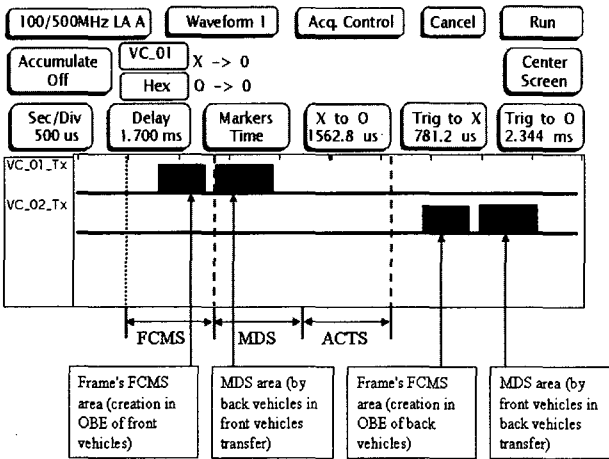 100/500MHz LA A
Waveform 1
Acq. Control
Cancel
Run
Accumulate
Off
VC_01
X -> 0
Hex
O -> 0
Center
Screen
Sec/Div
500 us
Delay
1.700 ms
Markers
Time
X to O
1562.8 us
Trig to X
781.2 us
Trig to O
2.344 ms
VC_01_Tx
VC_02_Tx
FCMS
MDS
ACTS
Frame's FCMS
area (creation in
OBE of front
vehicles)
MDS area (by
back vehicles in
front vehicles
transfer)
Frame's FCMS
area (creation in
OBE of back
vehicles)
MDS area (by
front vehicles in
back vehicles
transfer)